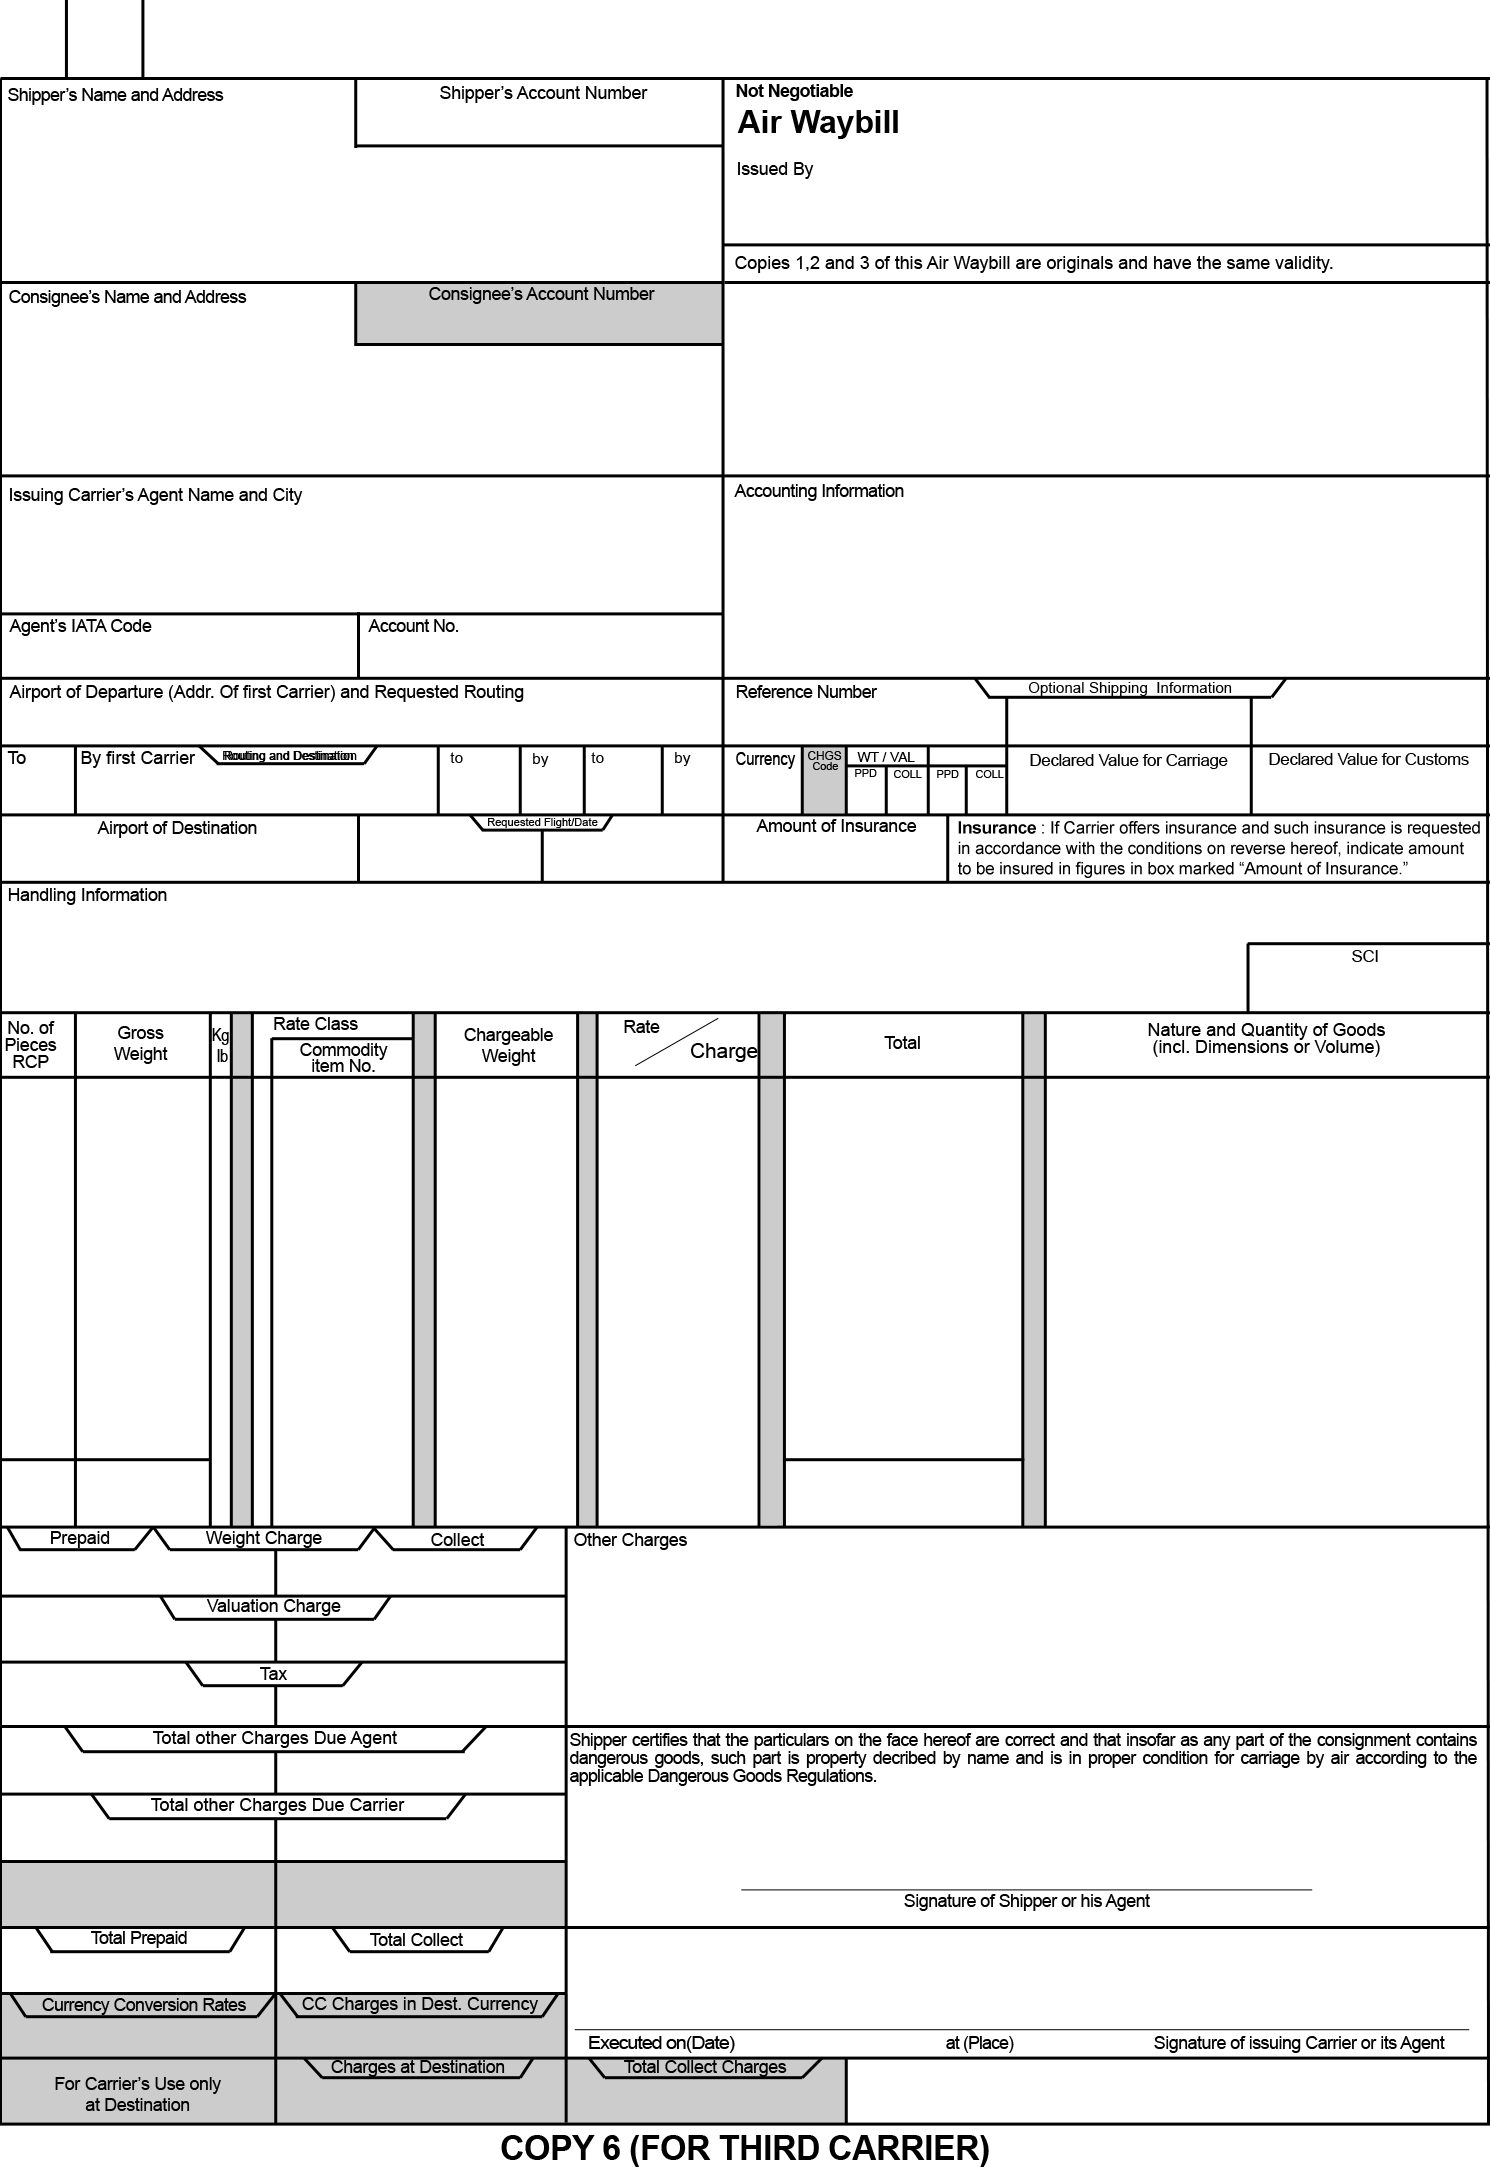 Shipper’s Name and Address
Shipper’s Account Number
Not Negotiable
Air Waybill
Issued By
Copies 1,2 and 3 of this Air Waybill are originals and have the same validity.
Consignee’s Name and Address
Consignee’s Account Number
Issuing Carrier’s Agent Name and City
Accounting Information
Agent’s IATA Code
Account No.
Airport of Departure (Addr. Of first Carrier) and Requested Routing
Reference Number
Optional Shipping Information
To
By first Carrier
Routing and Destination
to
by
to
by
Currency
CHGS
Code
WT / VAL
PPD
COLL
PPD
COLL
Declared Value for Carriage
Declared Value for Customs
Airport of Destination
Requested Flight/Date
Amount of Insurance
Insurance : If Carrier offers insurance and such insurance is requested
in accordance with the conditions on reverse hereof, indicate amount
to be insured in figures in box marked “Amount of Insurance.”
Handling Information
SCI
No. of
Pieces
RCP
Gross
Weight
Kg
lb
Rate Class
Commodity
item No.
Chargeable
Weight
Rate
Charge
Total
Nature and Quantity of Goods
(incl. Dimensions or Volume)
Prepaid
Weight Charge
Collect
Other Charges
Valuation Charge
Tax
Total other Charges Due Agent
Shipper certifies that the particulars on the face hereof are correct and that insofar as any part of the consignment contains
dangerous goods, such part is property decribed by name and is in proper condition for carriage by air according to the
applicable Dangerous Goods Regulations.
Total other Charges Due Carrier
Signature of Shipper or his Agent
Total Prepaid
Total Collect
Currency Conversion Rates
CC Charges in Dest. Currency
Executed on(Date)
at (Place)
Signature of issuing Carrier or its Agent
For Carrier’s Use only
at Destination
Charges at Destination
Total Collect Charges
COPY 6 (FOR THIRD CARRIER)